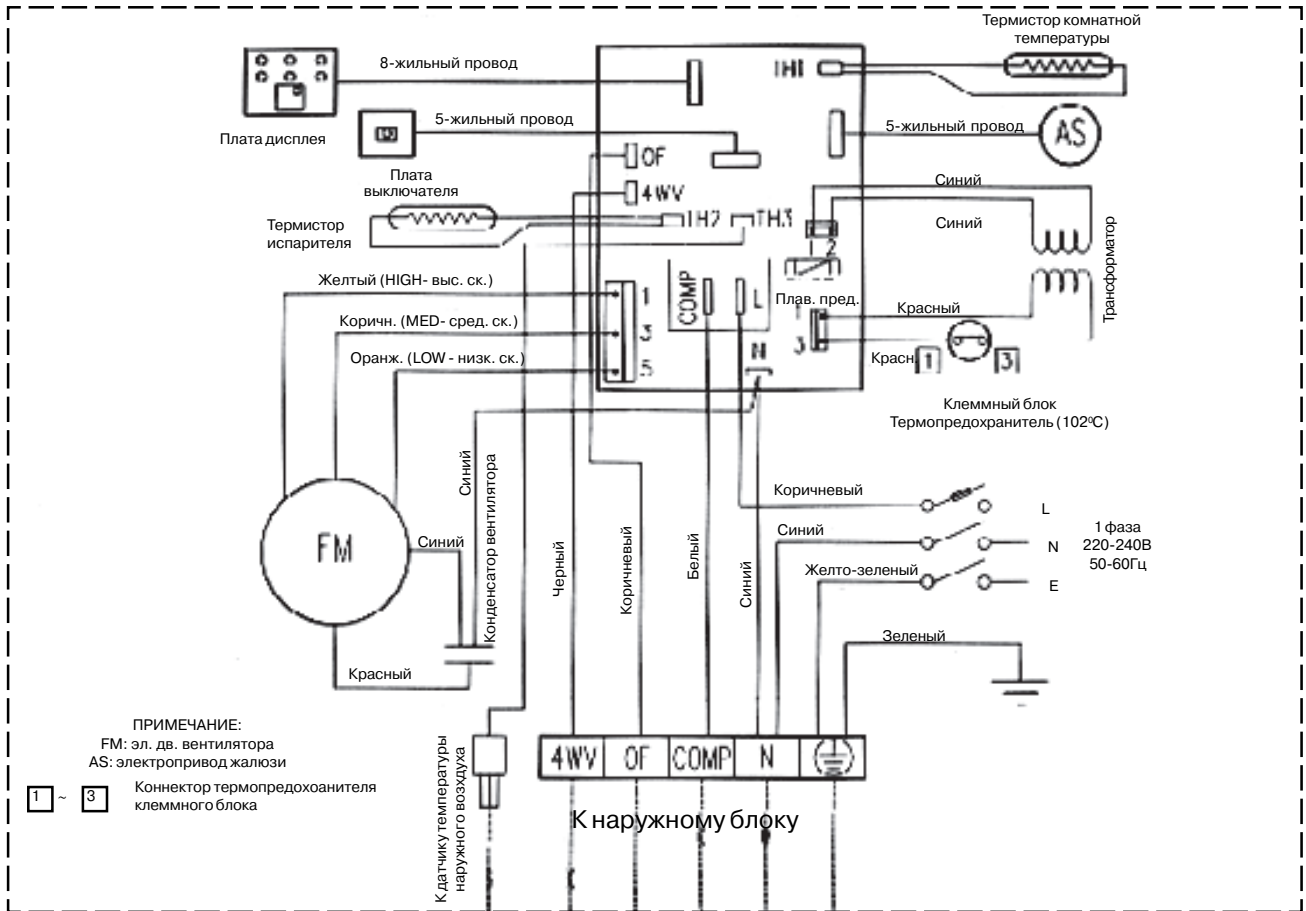 Термистор комнатной
температуры
8-жильный провод
TH1
Плата дисплея
5-жильный провод
5-жильный провод
AS
OF
Плата
выключателя
4WV
Синий
Термистор
испарителя
TH2
TH3
Синий
1 2
Трансформатор
Желтый (HIGH- выс. ск.)
1
COMP
L
Плав. пред.
1
Красный
Коричн. (MED- сред. ск.)
3
3
Оранж. (LOW - низк. ск.)
5
N
Красн.
1
3
Клеммный блок
Термопредохранитель (102°C)
Синий
Конденсатор вентилятора
Коричневый
L
FM
Синий
Синий
N
1 фаза
220-240В
50-60Гц
Черный
Коричневый
Белый
Синий
Желто-зеленый
E
Зеленый
Красный
ПРИМЕЧАНИЕ:
FM: эл. дв. вентилятора
AS: электропривод жалюзи
1 ~ 3 Коннектор термопредохоанителя
клеммного блока
К датчику температуры
наружного возхдуха
4WV OF COMP N
К наружному блоку